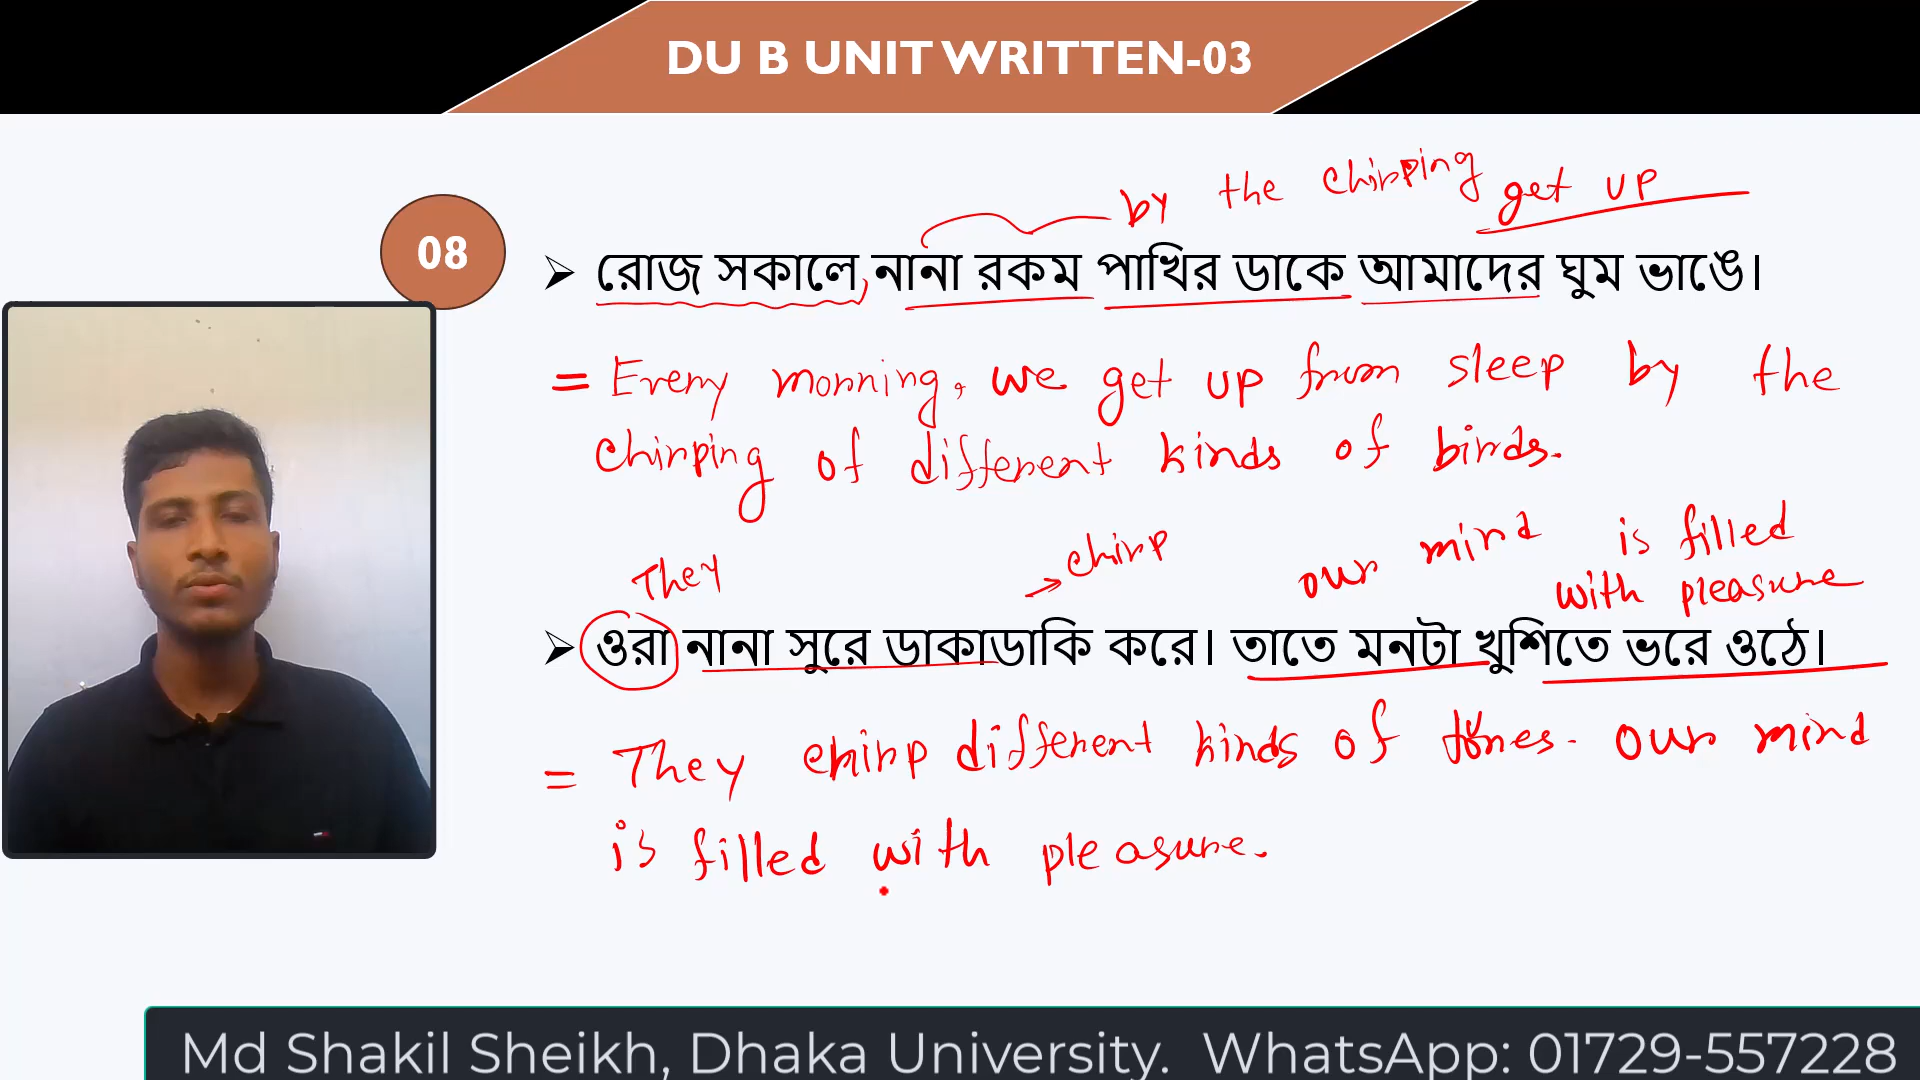 DU B UNIT WRITTEN-03
by the chirping get up
08
➢ রোজ সকালে নানা রকম পাখির ডাকে আমাদের ঘুম ভাঙে।
= Every morning, we get up from sleep by the
chirping of different kinds of birds.
They → chirp our mind is filled
with pleasure
➢ ওরা নানা সুরে ডাকাডাকি করে। তাতে মনটা খুশিতে ভরে ওঠে।
= They chirp different kinds of tones. Our mind
is filled with pleasure.
Md Shakil Sheikh, Dhaka University. WhatsApp: 01729-557228